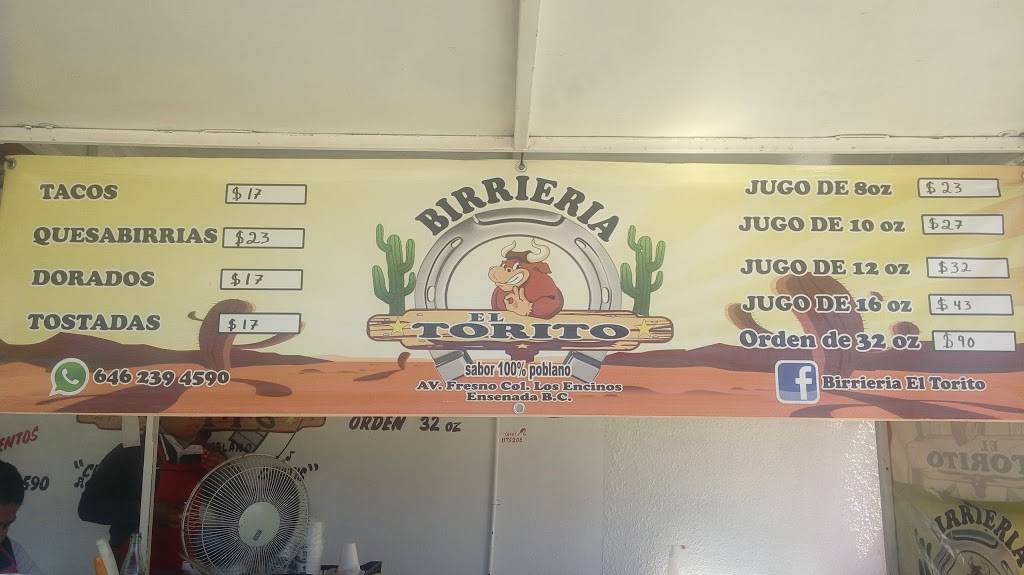 TACOS $17
QUESABIRRIAS $23
DORADOS $17
TOSTADAS $17
646 239 4590
BIRRIERIA
EL
TORITO
sabor 100% poblano
AV. Fresno Col. Los Encinos
Ensenada B.C.
JUGO DE 8oz $23
JUGO DE 10 oz $27
JUGO DE 12 oz $32
JUGO DE 16 oz $43
Orden de 32 oz $90
Birrieria El Torito
ORDEN 32 oz
590
EL
TORITO